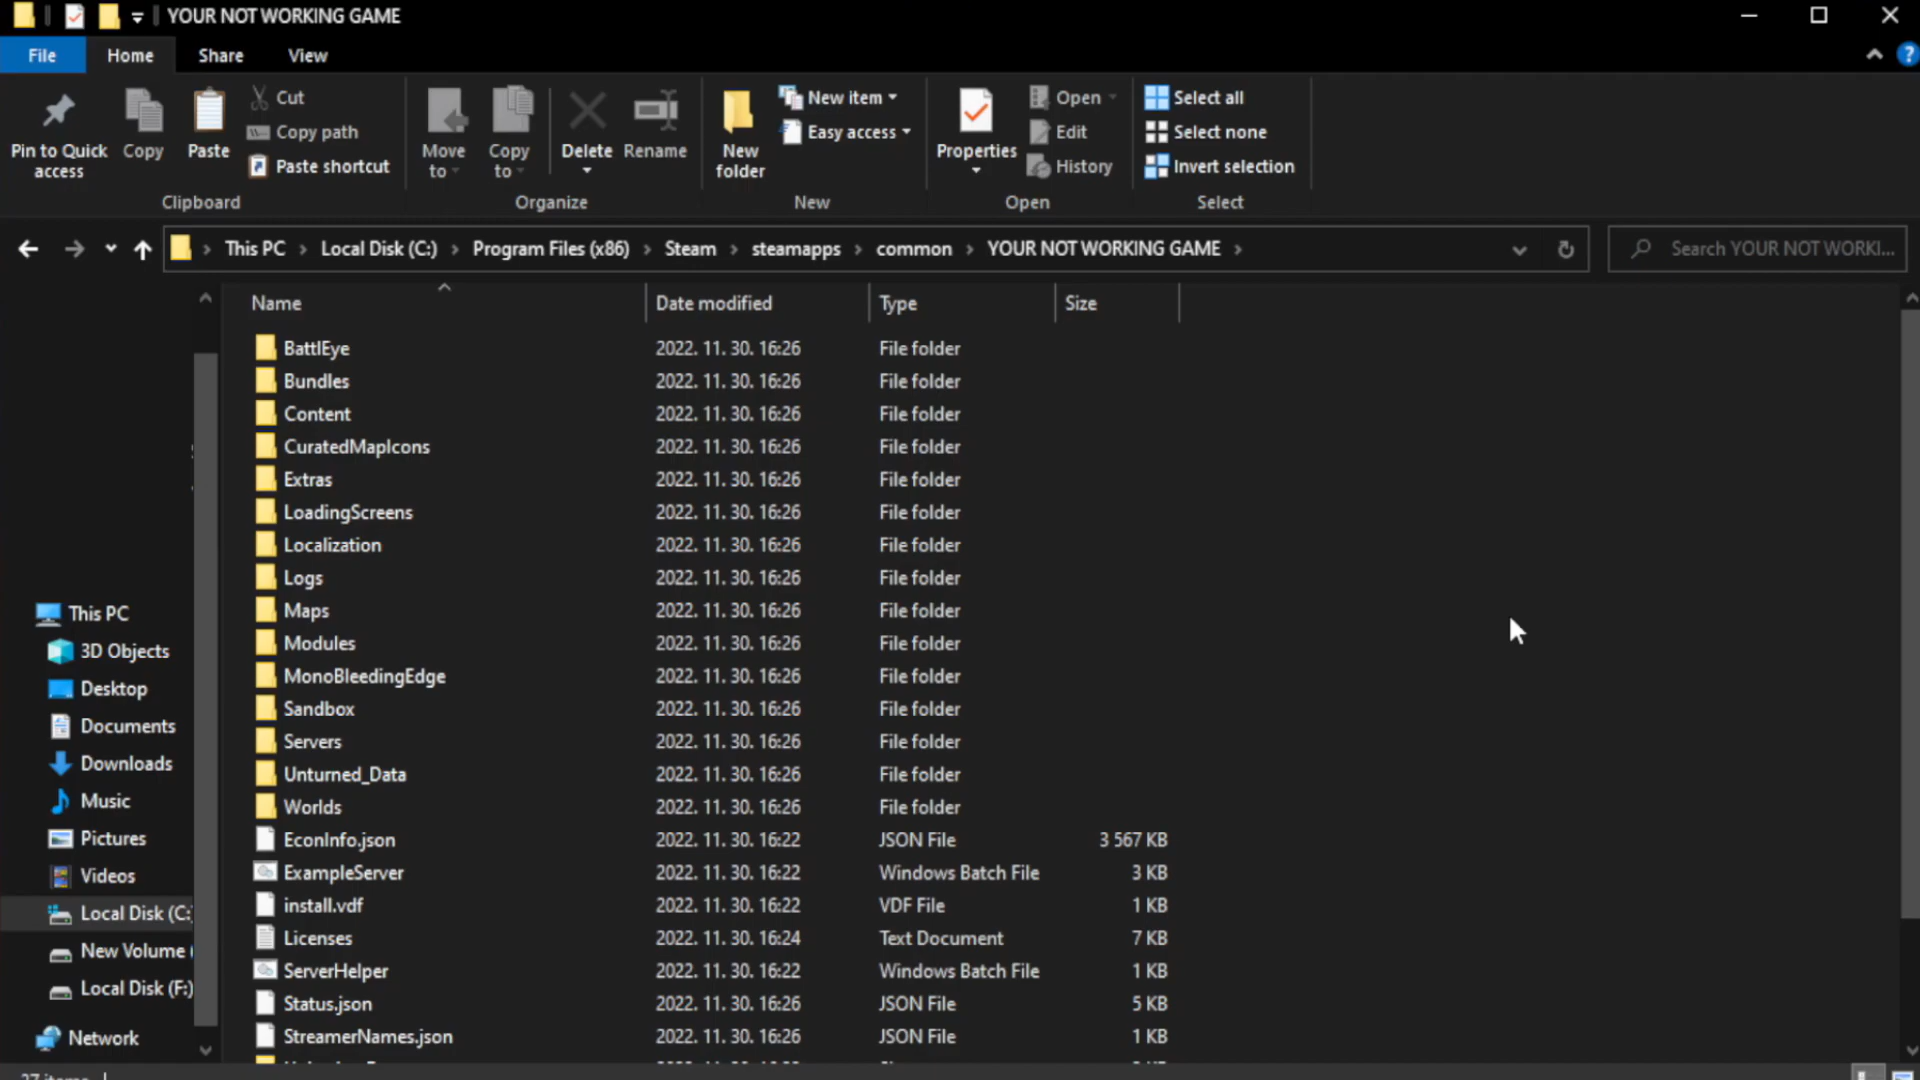 YOUR NOT WORKING GAME
File Home Share View
Pin to Quick access
Copy
Paste
Cut
Copy path
Paste shortcut
Clipboard
Move to
Copy to
Delete
Rename
Organize
New folder
New item
Easy access
New
Properties
Open
Edit
History
Open
Select all
Select none
Invert selection
Select
This PC Local Disk (C:) Program Files (x86) Steam steamapps common YOUR NOT WORKING GAME
Search YOUR NOT WORKI...
Name Date modified Type Size
BattlEye 2022. 11. 30. 16:26 File folder
Bundles 2022. 11. 30. 16:26 File folder
Content 2022. 11. 30. 16:26 File folder
CuratedMapIcons 2022. 11. 30. 16:26 File folder
Extras 2022. 11. 30. 16:26 File folder
LoadingScreens 2022. 11. 30. 16:26 File folder
Localization 2022. 11. 30. 16:26 File folder
Logs 2022. 11. 30. 16:26 File folder
Maps 2022. 11. 30. 16:26 File folder
Modules 2022. 11. 30. 16:26 File folder
MonoBleedingEdge 2022. 11. 30. 16:26 File folder
Sandbox 2022. 11. 30. 16:26 File folder
Servers 2022. 11. 30. 16:26 File folder
Unturned_Data 2022. 11. 30. 16:26 File folder
Worlds 2022. 11. 30. 16:26 File folder
EconInfo.json 2022. 11. 30. 16:22 JSON File 3 567 KB
ExampleServer 2022. 11. 30. 16:22 Windows Batch File 3 KB
install.vdf 2022. 11. 30. 16:22 VDF File 1 KB
Licenses 2022. 11. 30. 16:24 Text Document 7 KB
ServerHelper 2022. 11. 30. 16:22 Windows Batch File 1 KB
Status.json 2022. 11. 30. 16:26 JSON File 5 KB
StreamerNames.json 2022. 11. 30. 16:26 JSON File 1 KB
This PC
3D Objects
Desktop
Documents
Downloads
Music
Pictures
Videos
Local Disk (C:)
New Volume (
Local Disk (F:)
Network